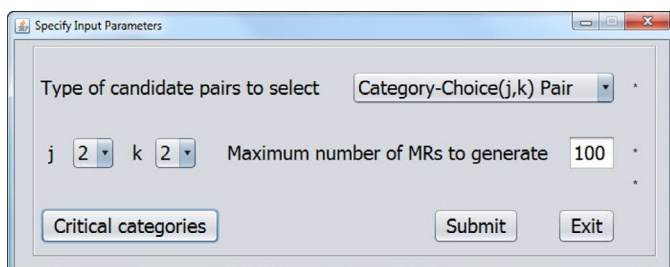 Specify Input Parameters
Type of candidate pairs to select Category-Choice(j,k) Pair *
j 2 k 2 Maximum number of MRs to generate 100 *
*
Critical categories Submit Exit